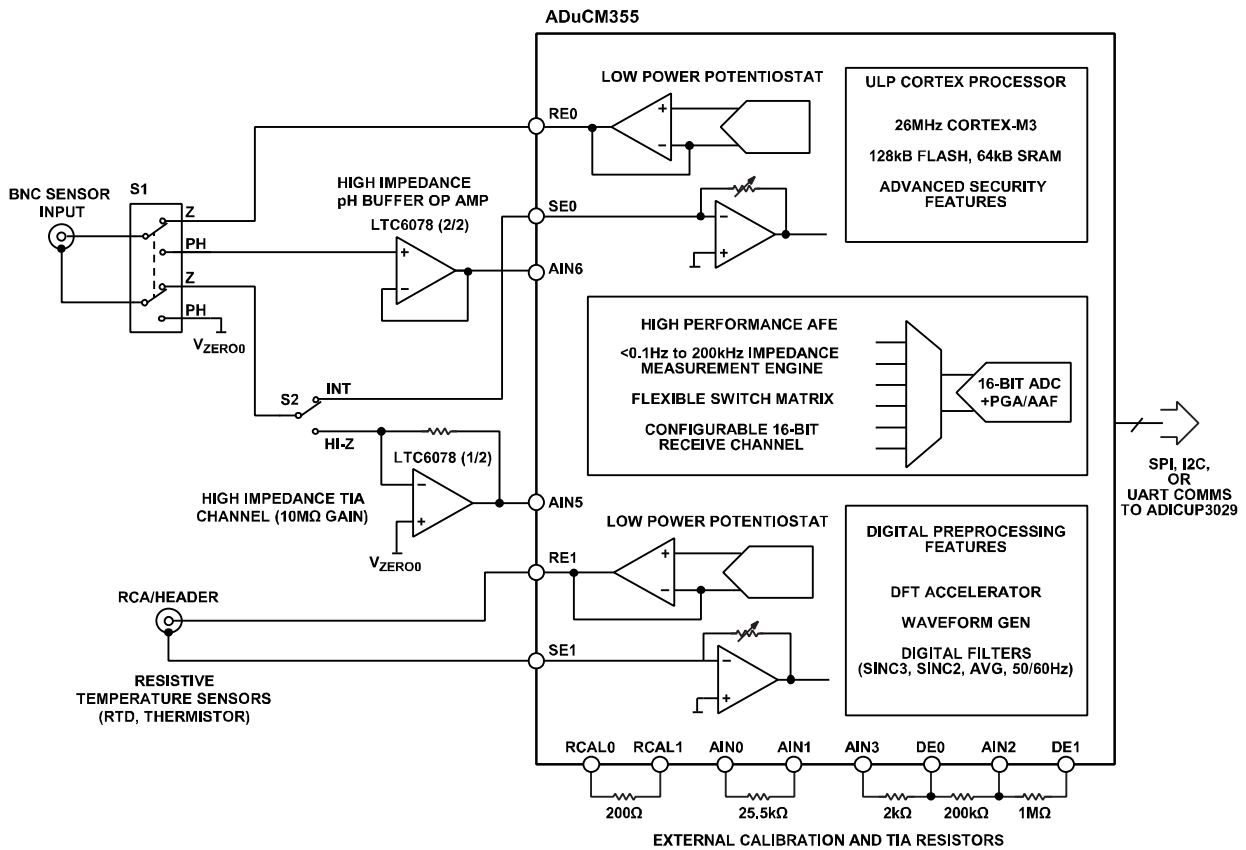 ADuCM355
LOW POWER POTENTIOSTAT
ULP CORTEX PROCESSOR
26MHz CORTEX-M3
128kB FLASH, 64kB SRAM
ADVANCED SECURITY
FEATURES
RE0
+
−
BNC SENSOR
INPUT
S1
Z
PH
Z
PH
VZERO0
HIGH IMPEDANCE
pH BUFFER OP AMP
LTC6078 (2/2)
+
−
SE0
−
+
AIN6
HIGH PERFORMANCE AFE
<0.1Hz to 200kHz IMPEDANCE
MEASUREMENT ENGINE
FLEXIBLE SWITCH MATRIX
CONFIGURABLE 16-BIT
RECEIVE CHANNEL
16-BIT ADC
+PGA/AAF
S2
INT
HI-Z
LTC6078 (1/2)
−
+
VZERO0
HIGH IMPEDANCE TIA
CHANNEL (10MΩ GAIN)
AIN5
SPI, I2C,
OR
UART COMMS
TO ADICUP3029
LOW POWER POTENTIOSTAT
RE1
+
−
DIGITAL PREPROCESSING
FEATURES
DFT ACCELERATOR
WAVEFORM GEN
DIGITAL FILTERS
(SINC3, SINC2, AVG, 50/60Hz)
RCA/HEADER
SE1
−
+
RESISTIVE
TEMPERATURE SENSORS
(RTD, THERMISTOR)
RCAL0 RCAL1 AIN0 AIN1 AIN3 DE0 AIN2 DE1
200Ω 25.5kΩ 2kΩ 200kΩ 1MΩ
EXTERNAL CALIBRATION AND TIA RESISTORS